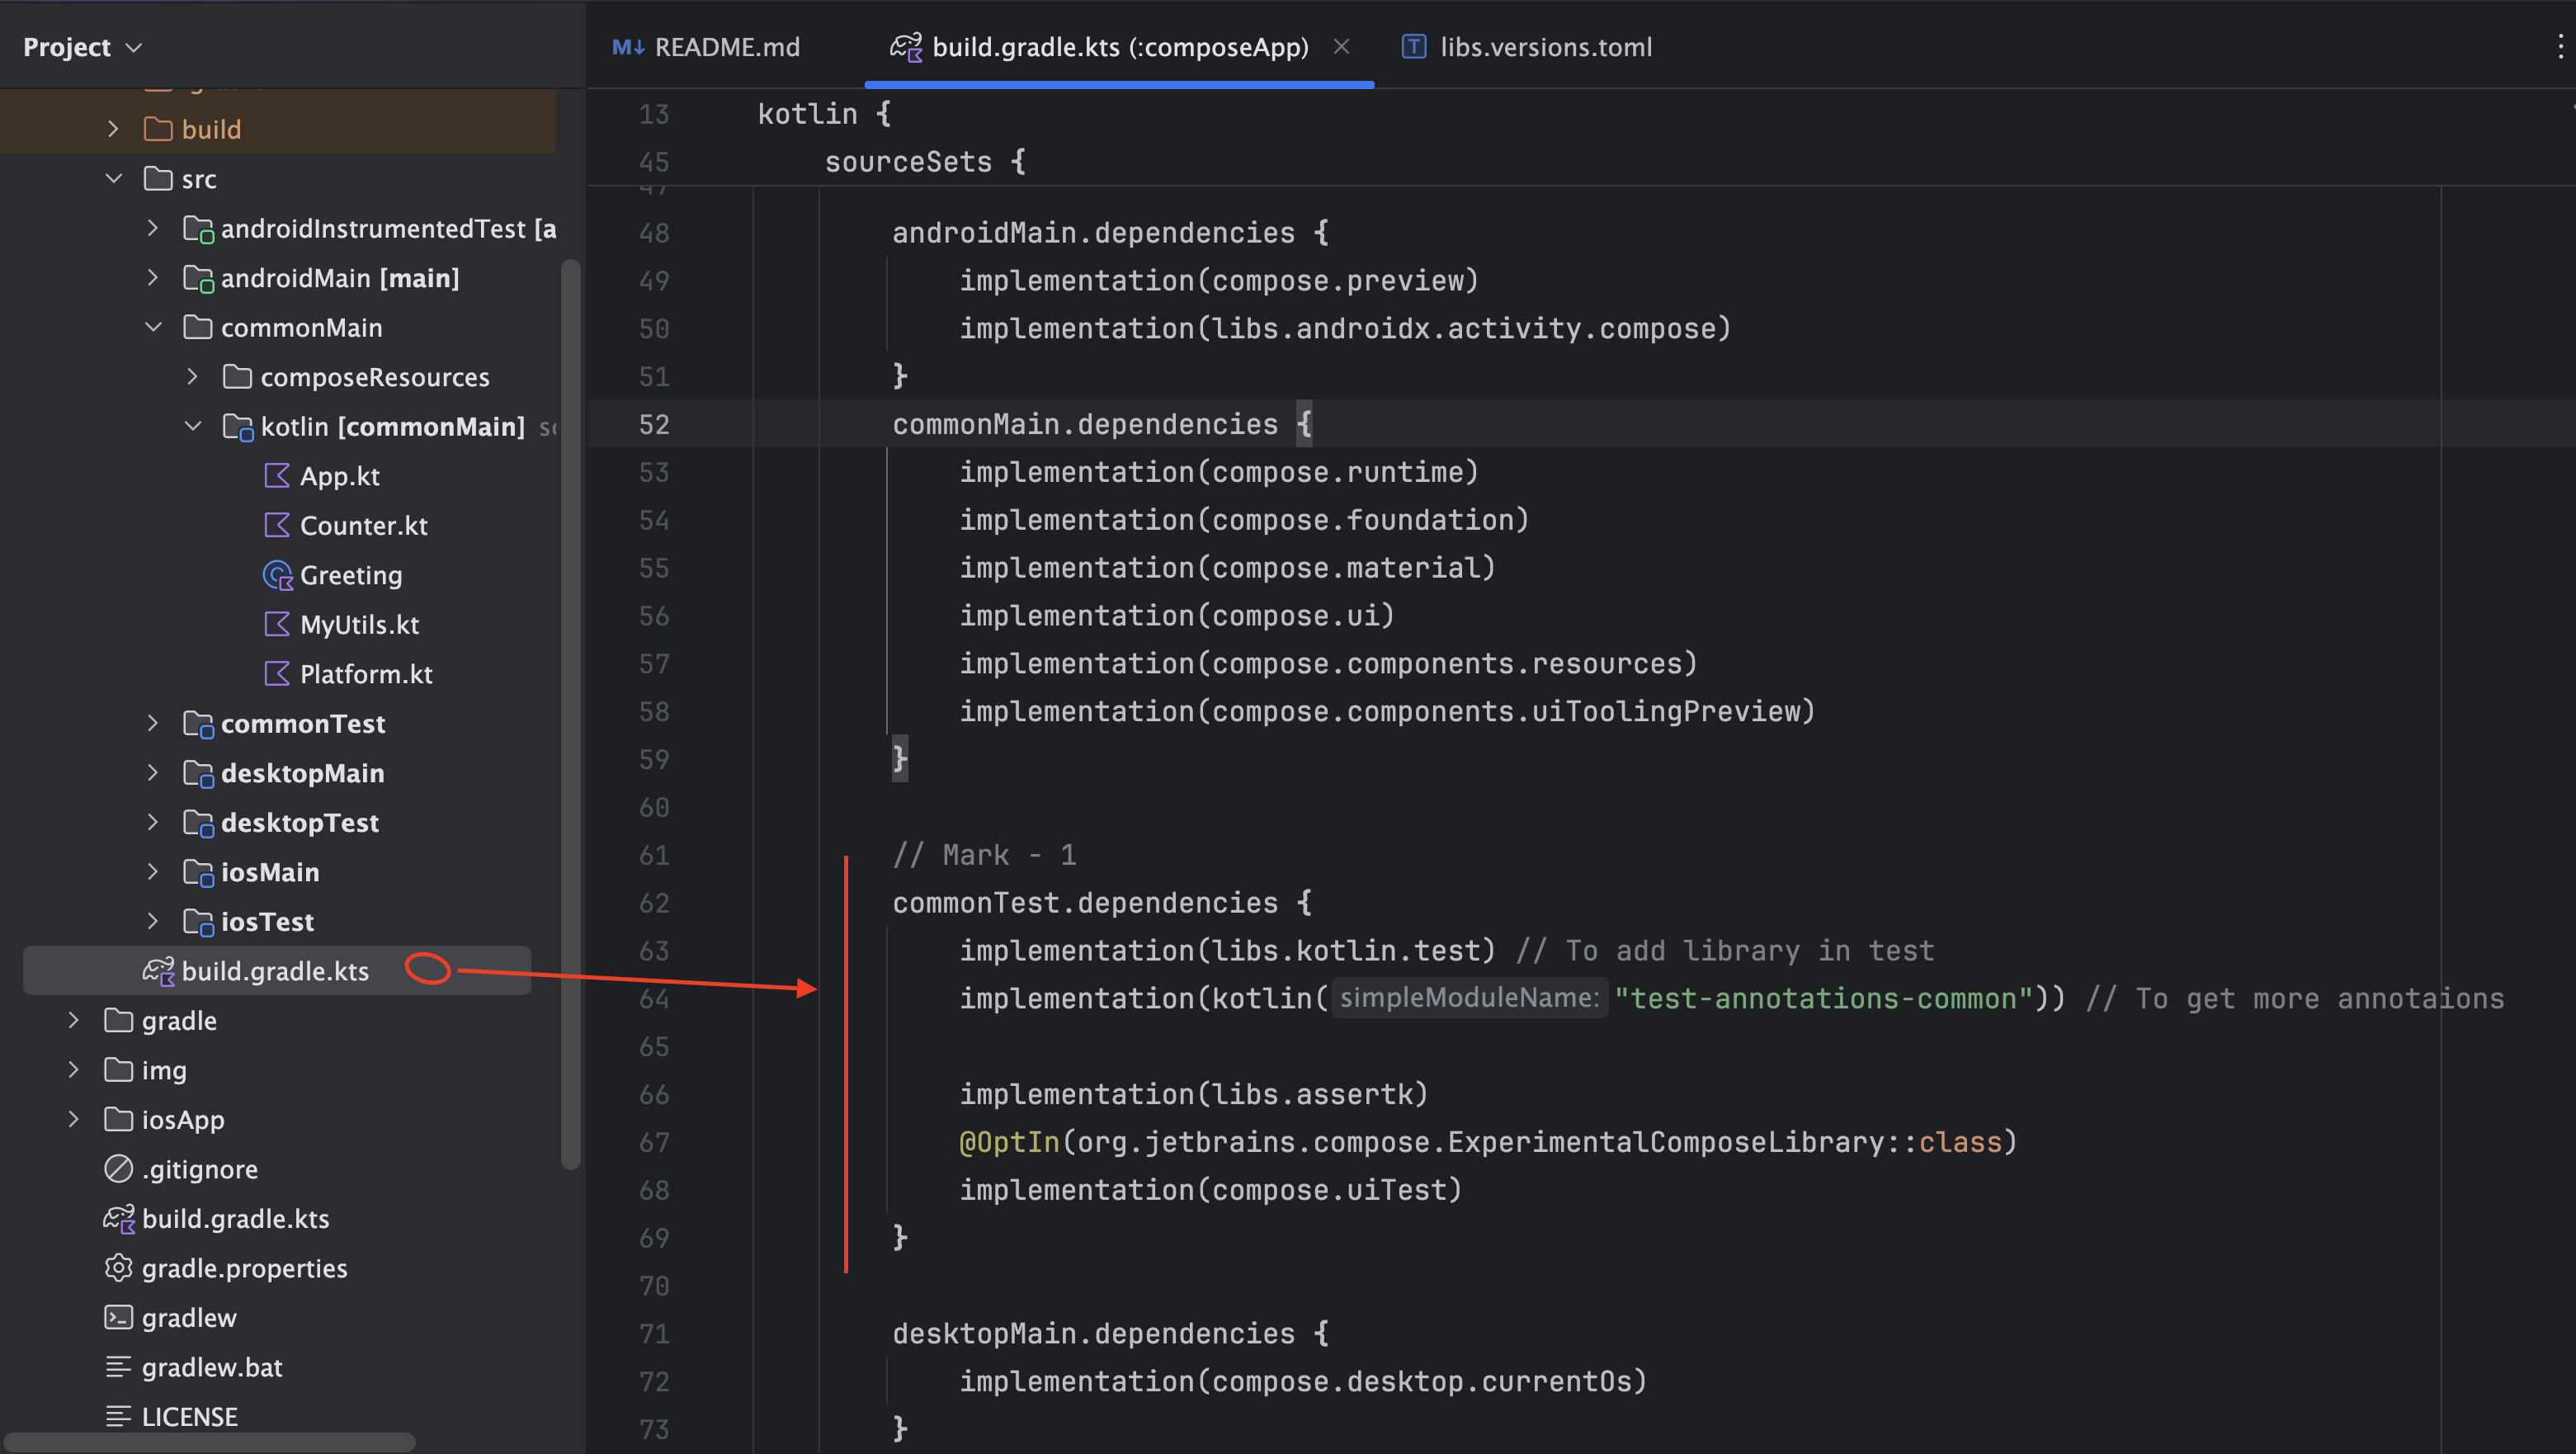 Project
README.md
build.gradle.kts (:composeApp)
libs.versions.toml
build
src
androidInstrumentedTest [a
androidMain [main]
commonMain
composeResources
kotlin [commonMain]
App.kt
Counter.kt
Greeting
MyUtils.kt
Platform.kt
commonTest
desktopMain
desktopTest
iosMain
iosTest
build.gradle.kts
gradle
img
iosApp
.gitignore
build.gradle.kts
gradle.properties
gradlew
gradlew.bat
LICENSE
13 kotlin {
45 sourceSets {
47
48 androidMain.dependencies {
49 implementation(compose.preview)
50 implementation(libs.androidx.activity.compose)
51 }
52 commonMain.dependencies {
53 implementation(compose.runtime)
54 implementation(compose.foundation)
55 implementation(compose.material)
56 implementation(compose.ui)
57 implementation(compose.components.resources)
58 implementation(compose.components.uiToolingPreview)
59 }
60
61 // Mark - 1
62 commonTest.dependencies {
63 implementation(libs.kotlin.test) // To add library in test
64 implementation(kotlin( simpleModuleName: "test-annotations-common")) // To get more annotaions
65
66 implementation(libs.assertk)
67 @OptIn(org.jetbrains.compose.ExperimentalComposeLibrary::class)
68 implementation(compose.uiTest)
69 }
70
71 desktopMain.dependencies {
72 implementation(compose.desktop.currentOs)
73 }